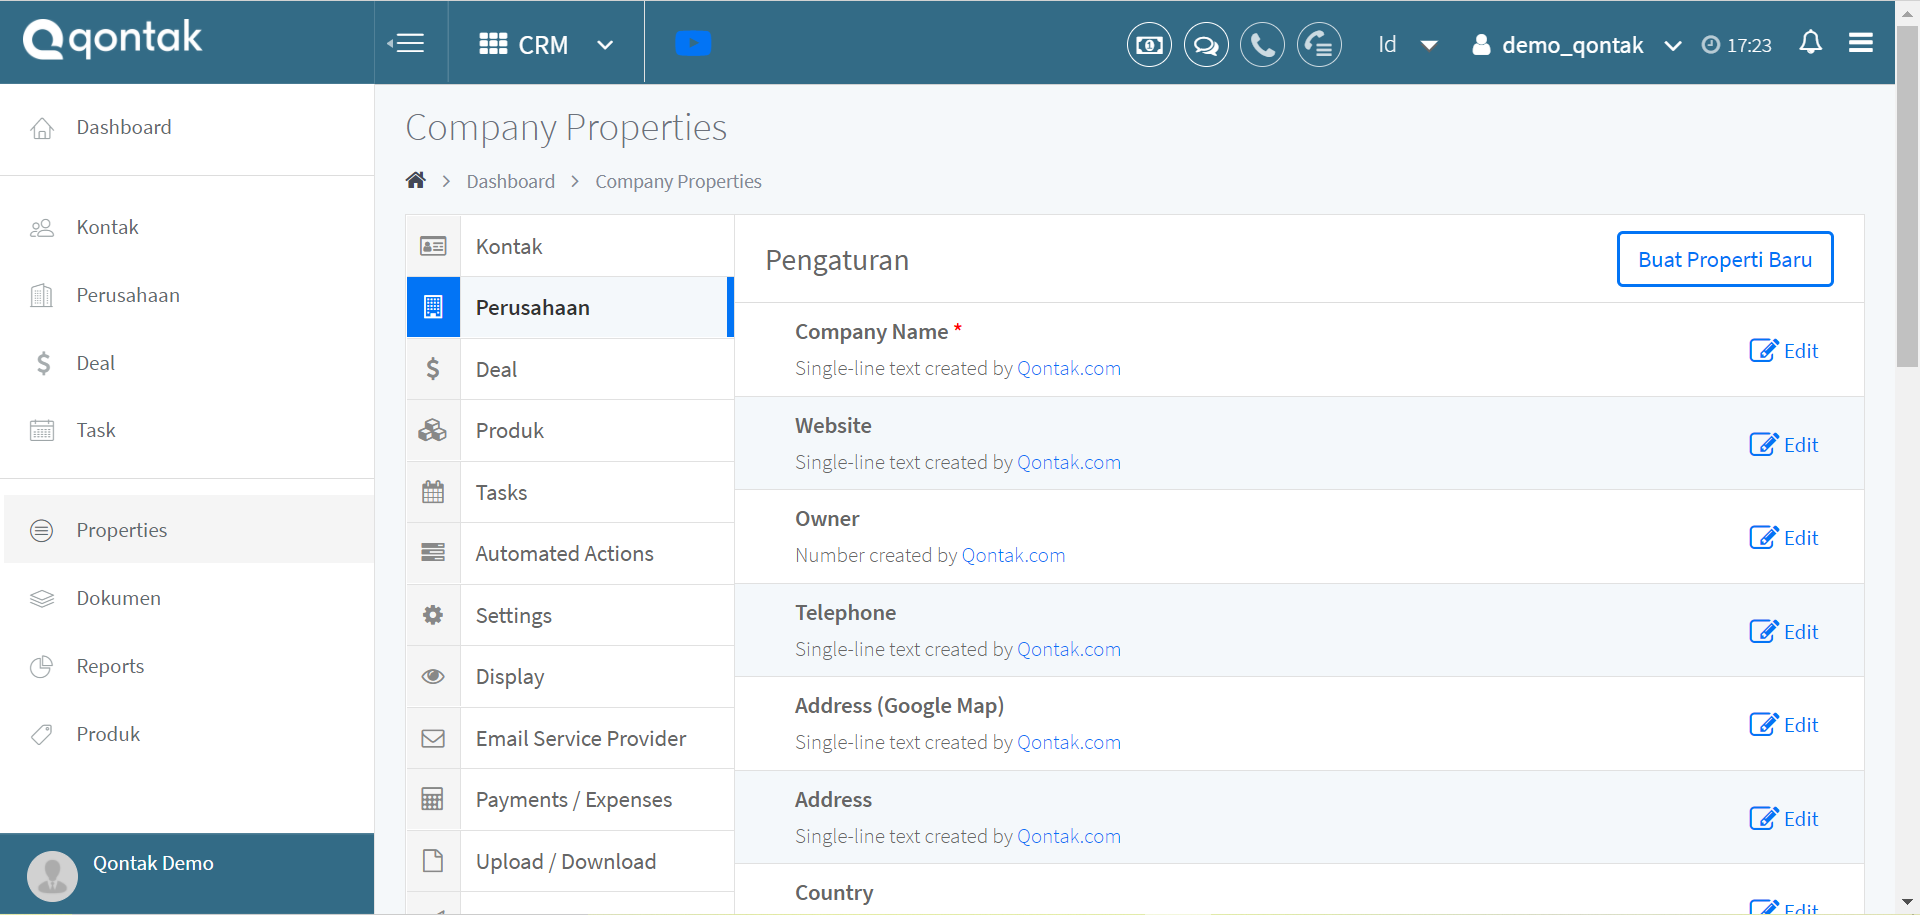 qontak
CRM
Id
demo_qontak
17:23
Dashboard
Kontak
Perusahaan
Deal
Task
Properties
Dokumen
Reports
Produk
Qontak Demo
Company Properties
Dashboard
Company Properties
Kontak
Perusahaan
Deal
Produk
Tasks
Automated Actions
Settings
Display
Email Service Provider
Payments / Expenses
Upload / Download
Pengaturan
Buat Properti Baru
Company Name *
Single-line text created by Qontak.com
Edit
Website
Single-line text created by Qontak.com
Edit
Owner
Number created by Qontak.com
Edit
Telephone
Single-line text created by Qontak.com
Edit
Address (Google Map)
Single-line text created by Qontak.com
Edit
Address
Single-line text created by Qontak.com
Edit
Country
Edit